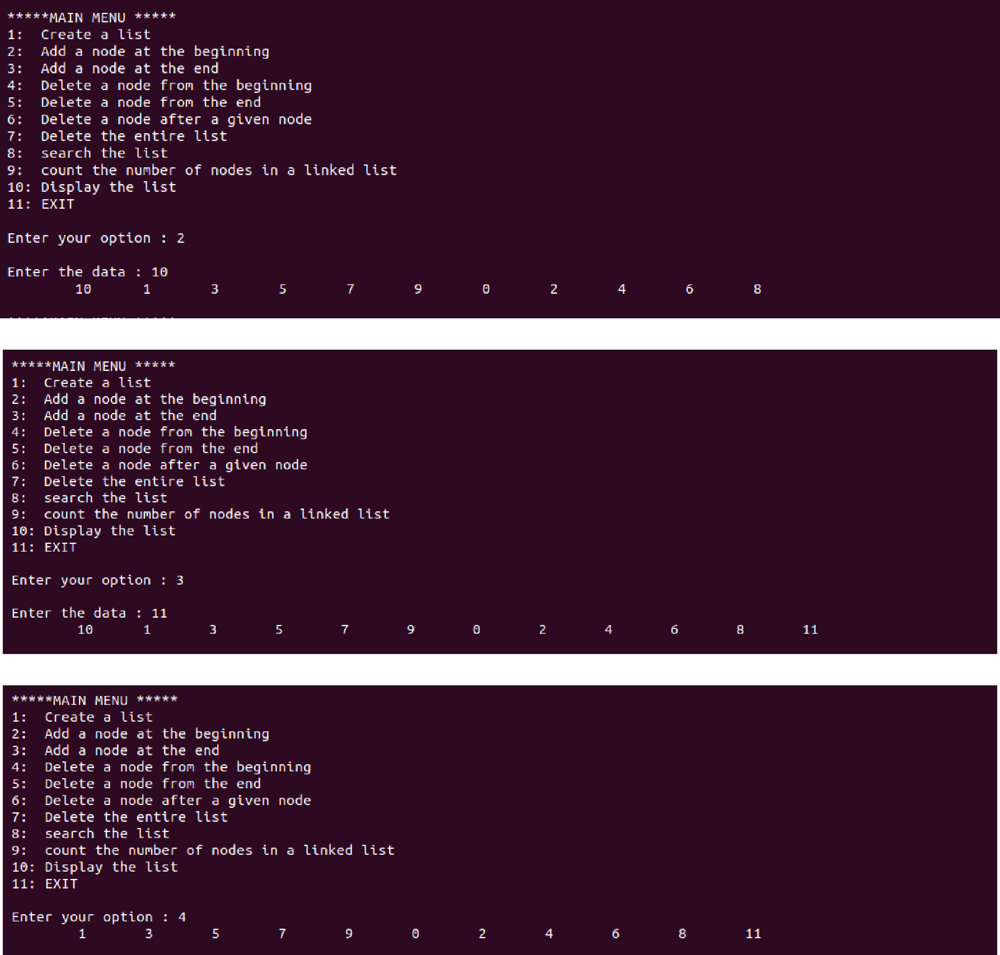 *****MAIN MENU *****
1:  Create a list
2:  Add a node at the beginning
3:  Add a node at the end
4:  Delete a node from the beginning
5:  Delete a node from the end
6:  Delete a node after a given node
7:  Delete the entire list
8:  search the list
9:  count the number of nodes in a linked list
10: Display the list
11: EXIT
Enter your option : 2
Enter the data : 10
10 1 3 5 7 9 0 2 4 6 8
*****MAIN MENU *****
1:  Create a list
2:  Add a node at the beginning
3:  Add a node at the end
4:  Delete a node from the beginning
5:  Delete a node from the end
6:  Delete a node after a given node
7:  Delete the entire list
8:  search the list
9:  count the number of nodes in a linked list
10: Display the list
11: EXIT
Enter your option : 3
Enter the data : 11
10 1 3 5 7 9 0 2 4 6 8 11
*****MAIN MENU *****
1:  Create a list
2:  Add a node at the beginning
3:  Add a node at the end
4:  Delete a node from the beginning
5:  Delete a node from the end
6:  Delete a node after a given node
7:  Delete the entire list
8:  search the list
9:  count the number of nodes in a linked list
10: Display the list
11: EXIT
Enter your option : 4
1 3 5 7 9 0 2 4 6 8 11